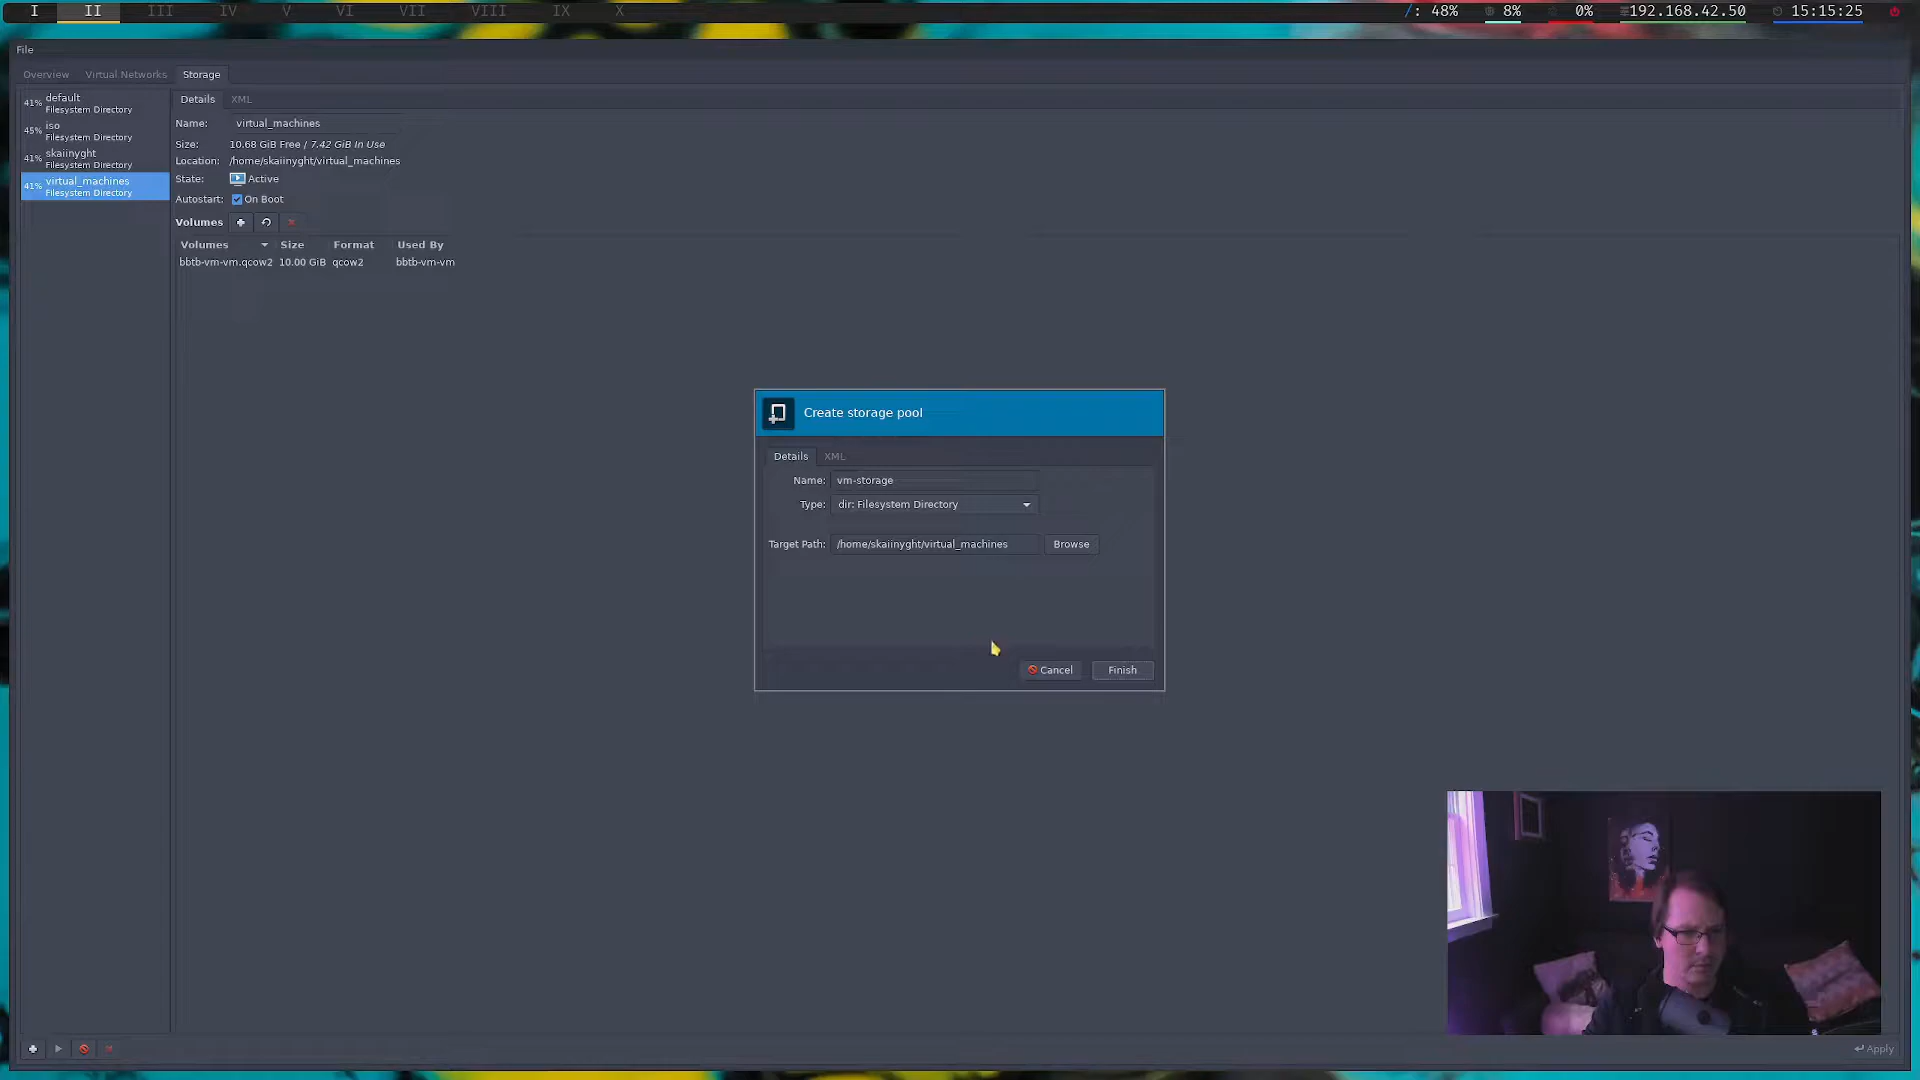 I II III IV V VI VII VIII IX X /: 48% 8% 0% 192.168.42.50 15:15:25
File
Overview Virtual Networks Storage
41% default
Filesystem Directory
45% iso
Filesystem Directory
41% skaiinyght
Filesystem Directory
41% virtual_machines
Filesystem Directory
Details XML
Name: virtual_machines
Size: 10.68 GiB Free / 7.42 GiB In Use
Location: /home/skaiinyght/virtual_machines
State: Active
Autostart: On Boot
Volumes
Volumes Size Format Used By
bbtb-vm-vm.qcow2 10.00 GiB qcow2 bbtb-vm-vm
Create storage pool
Details XML
Name: vm-storage
Type: dir: Filesystem Directory
Target Path: /home/skaiinyght/virtual_machines Browse
Cancel Finish
Apply